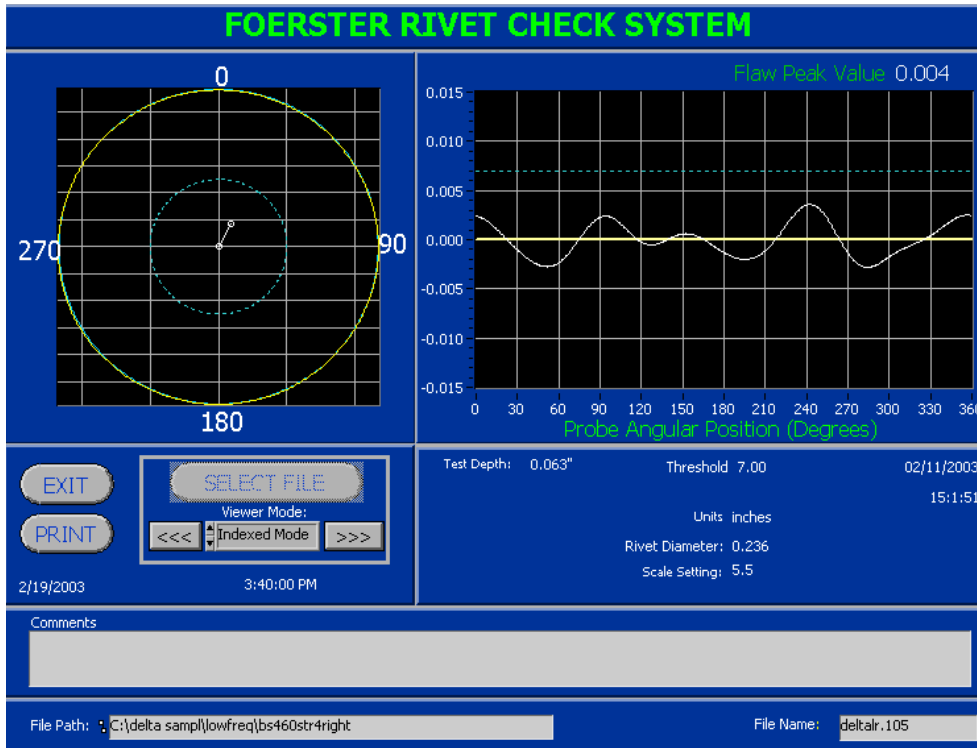 FOERSTER RIVET CHECK SYSTEM
0
270
90
180
Flaw Peak Value 0.004
0.015
0.010
0.005
0.000
-0.005
-0.010
-0.015
0 30 60 90 120 150 180 210 240 270 300 330 360
Probe Angular Position (Degrees)
EXIT
PRINT
SELECT FILE
Viewer Mode:
<<< Indexed Mode >>>
2/19/2003 3:40:00 PM
Test Depth: 0.063" Threshold 7.00 02/11/2003
15:1:51
Units inches
Rivet Diameter: 0.236
Scale Setting: 5.5
Comments
File Path: C:\delta sampl\lowfreq\bs460str4right File Name: deltalr.105